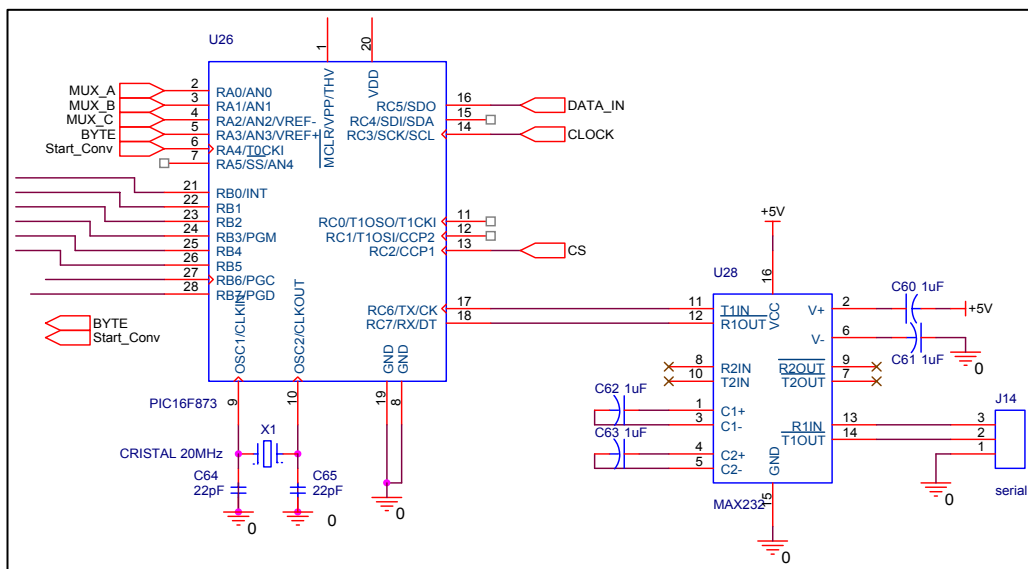 U26
1
20
MCLR/VPP/THV
VDD
MUX_A
2
RA0/AN0
MUX_B
3
RA1/AN1
MUX_C
4
RA2/AN2/VREF-
BYTE
5
RA3/AN3/VREF+
Start_Conv
6
RA4/T0CKI
7
RA5/SS/AN4
21
RB0/INT
22
RB1
23
RB2
24
RB3/PGM
25
RB4
26
RB5
27
RB6/PGC
28
RB7/PGD
RC5/SDO
16
DATA_IN
RC4/SDI/SDA
15
RC3/SCK/SCL
14
CLOCK
RC0/T1OSO/T1CKI
11
RC1/T1OSI/CCP2
12
RC2/CCP1
13
CS
RC6/TX/CK
17
RC7/RX/DT
18
BYTE
Start_Conv
OSC1/CLKIN
OSC2/CLKOUT
GND
GND
PIC16F873
9
10
19
8
X1
CRISTAL 20MHz
C64
22pF
C65
22pF
0
0
0
+5V
U28
16
VCC
11
T1IN
12
R1OUT
V+
2
C60 1uF
+5V
V-
6
C61 1uF
0
8
R2IN
10
T2IN
R2OUT
9
T2OUT
7
C62 1uF
1
C1+
3
C1-
C63 1uF
4
C2+
5
C2-
R1IN
13
T1OUT
14
GND
MAX232
15
0
J14
3
2
1
serial
0